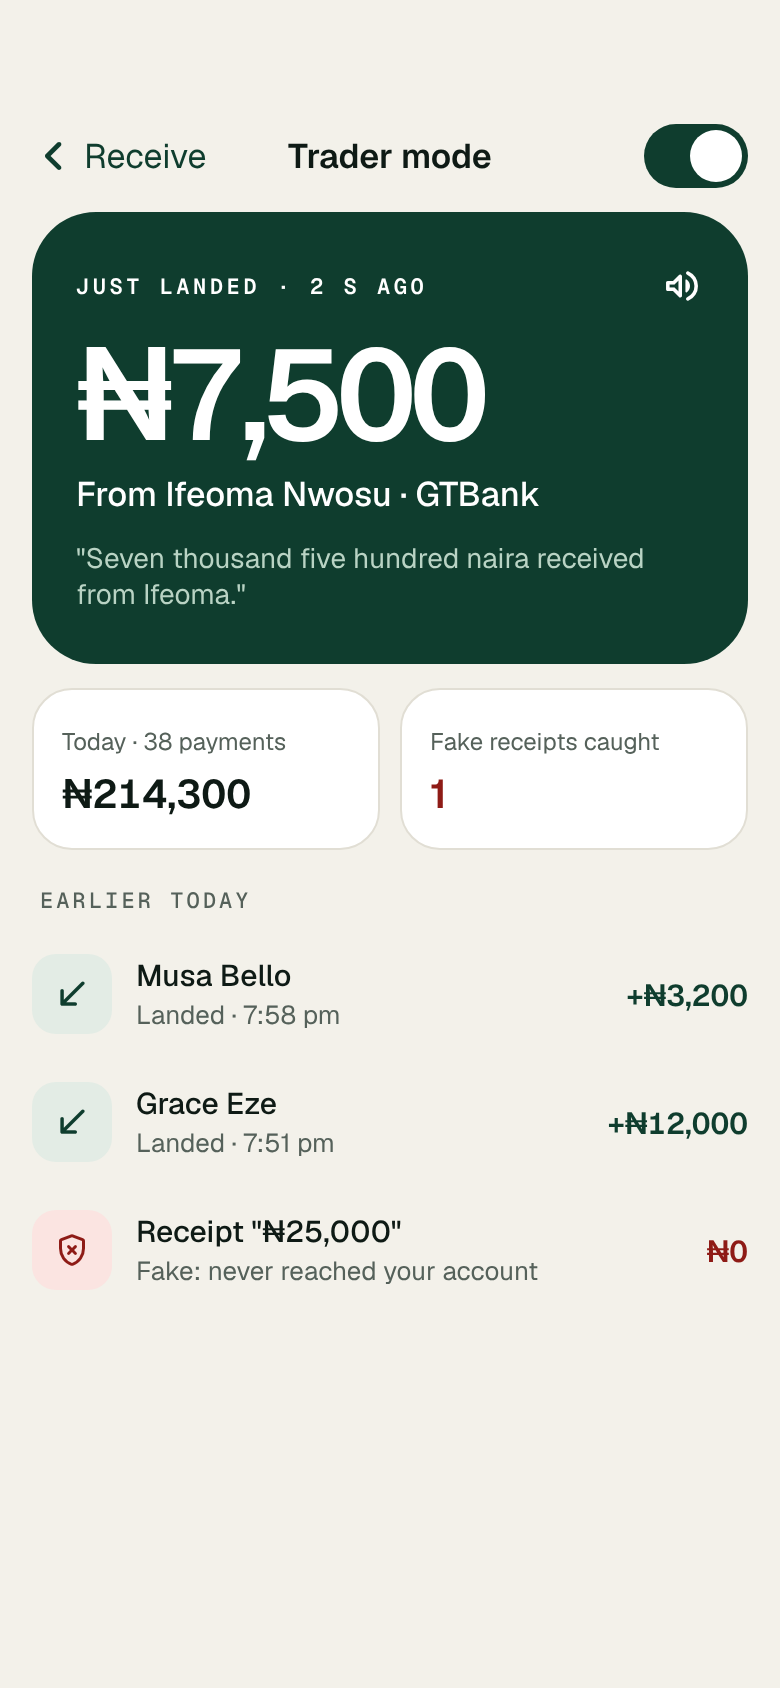 Receive
Trader mode
JUST LANDED · 2 S AGO
₦7,500
From Ifeoma Nwosu · GTBank
"Seven thousand five hundred naira received
from Ifeoma."
Today · 38 payments
₦214,300
Fake receipts caught
1
EARLIER TODAY
Musa Bello
Landed · 7:58 pm
+₦3,200
Grace Eze
Landed · 7:51 pm
+₦12,000
Receipt "₦25,000"
Fake: never reached your account
₦0